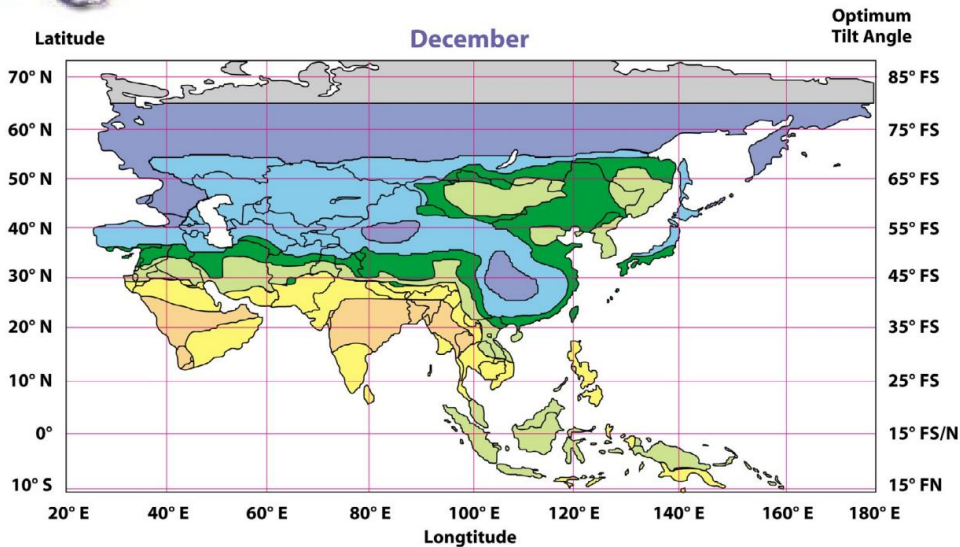 Latitude
December
Optimum
Tilt Angle
70° N
85° FS
60° N
75° FS
50° N
65° FS
40° N
55° FS
30° N
45° FS
20° N
35° FS
10° N
25° FS
0°
15° FS/N
10° S
15° FN
20° E
40° E
60° E
80° E
100° E
120° E
140° E
160° E
180° E
Longtitude